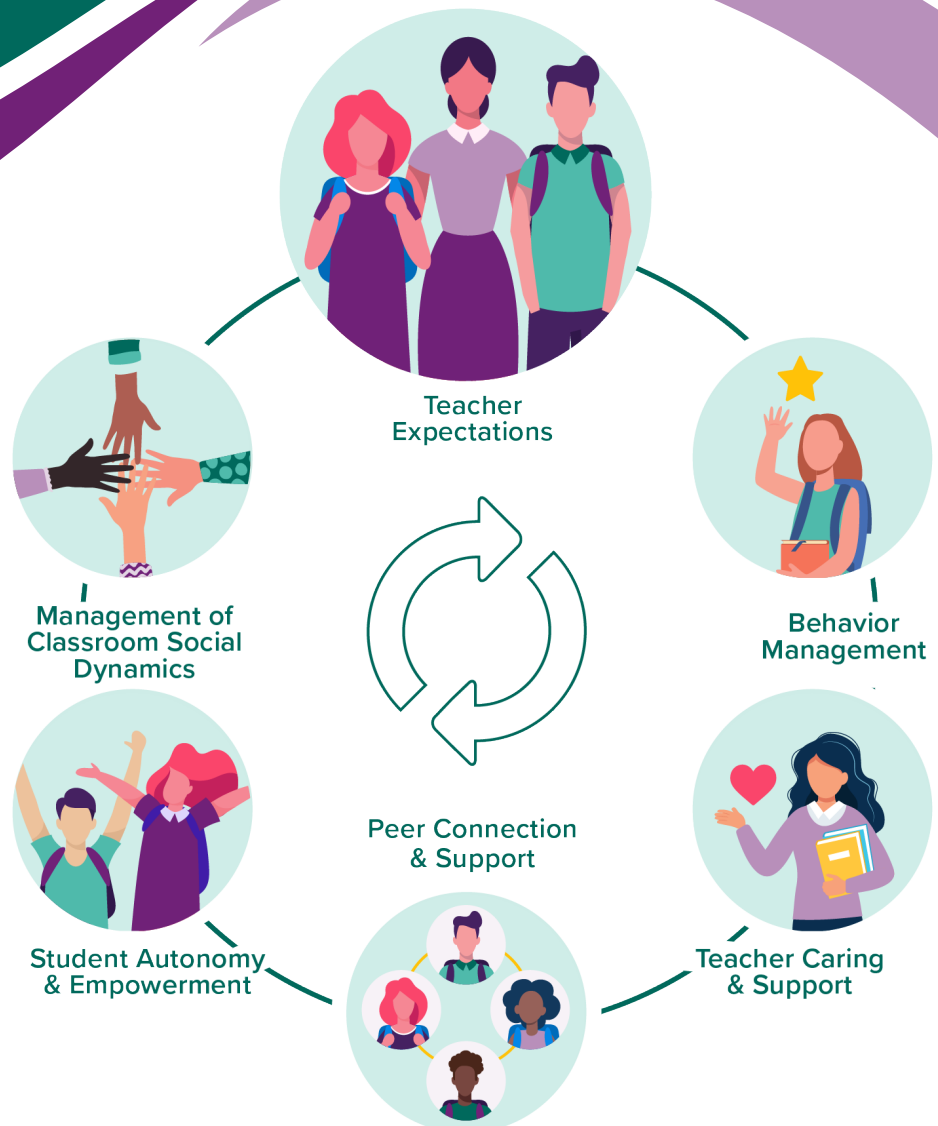 Teacher
Expectations
Management of
Classroom Social
Dynamics
Behavior
Management
Peer Connection
& Support
Student Autonomy
& Empowerment
Teacher Caring
& Support